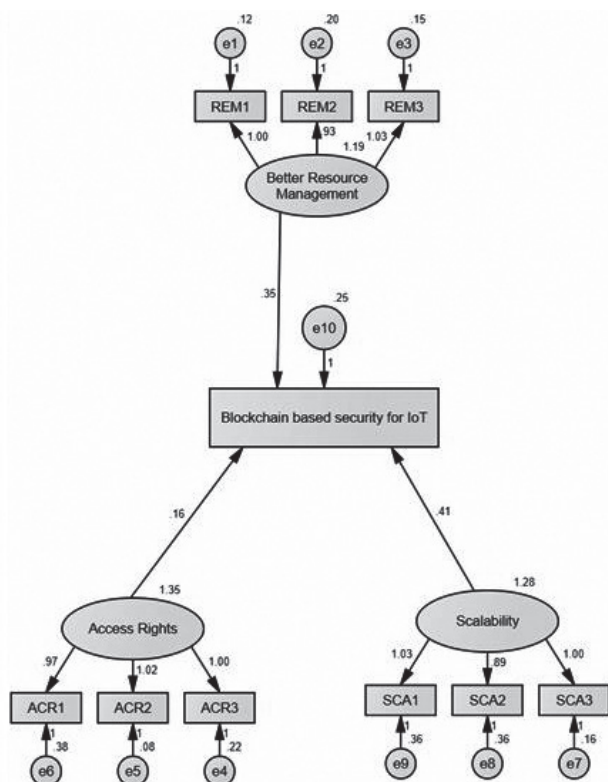 .12 .20 .15
e1 e2 e3
1 1 1
REM1 REM2 REM3
1.00 .93 1.03
1.19
Better Resource
Management
.35
.25
e10
1
Blockchain based security for IoT
.16 .41
1.35 1.28
Access Rights Scalability
.97 1.02 1.00 1.03 .89 1.00
ACR1 ACR2 ACR3 SCA1 SCA2 SCA3
1 1 1 1 1 1
.38 .08 .22 .36 .36 .16
e6 e5 e4 e9 e8 e7